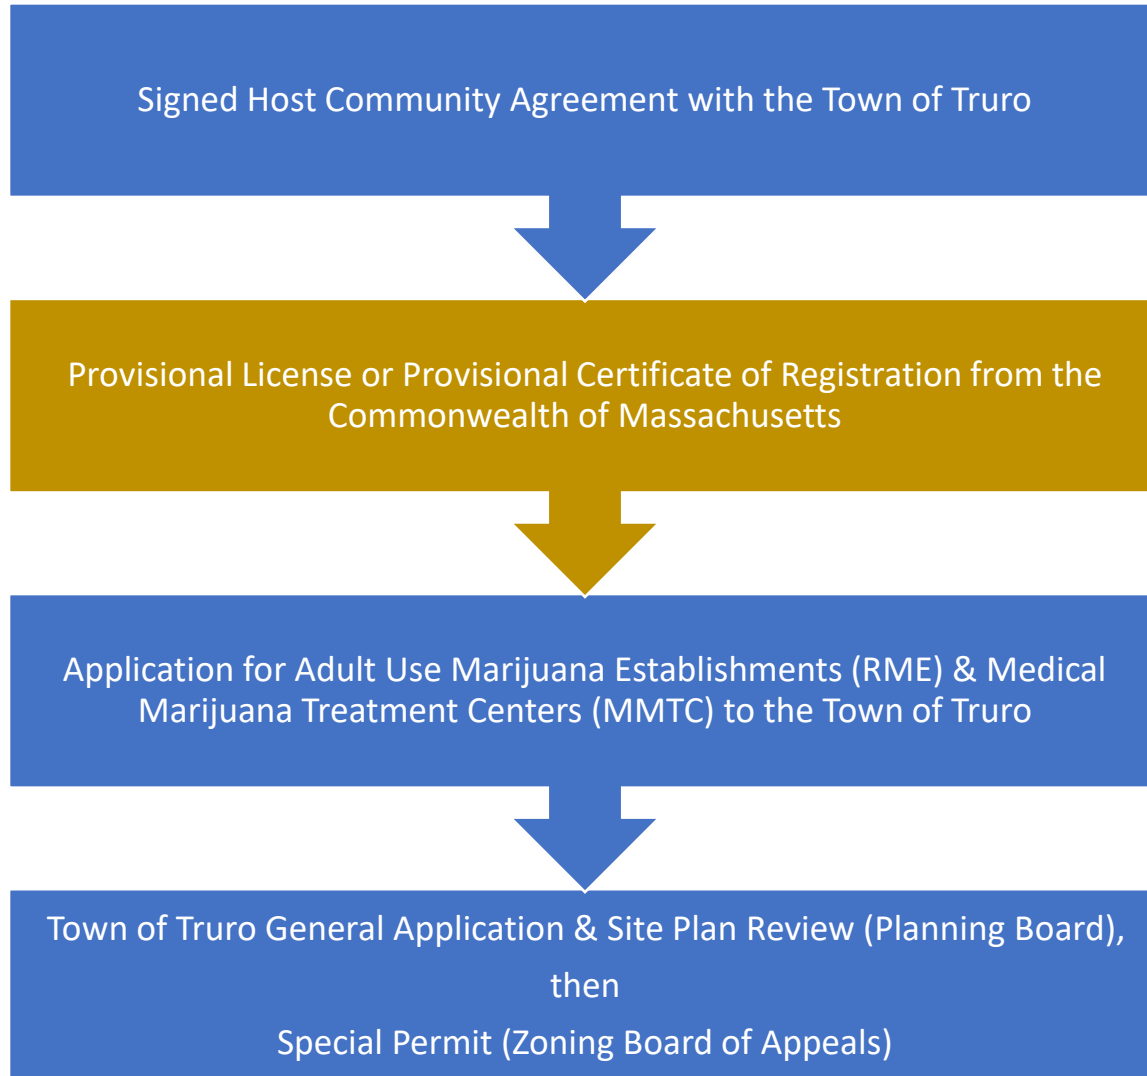 Signed Host Community Agreement with the Town of Truro
Provisional License or Provisional Certificate of Registration from the
Commonwealth of Massachusetts
Application for Adult Use Marijuana Establishments (RME) & Medical
Marijuana Treatment Centers (MMTC) to the Town of Truro
Town of Truro General Application & Site Plan Review (Planning Board),
then
Special Permit (Zoning Board of Appeals)